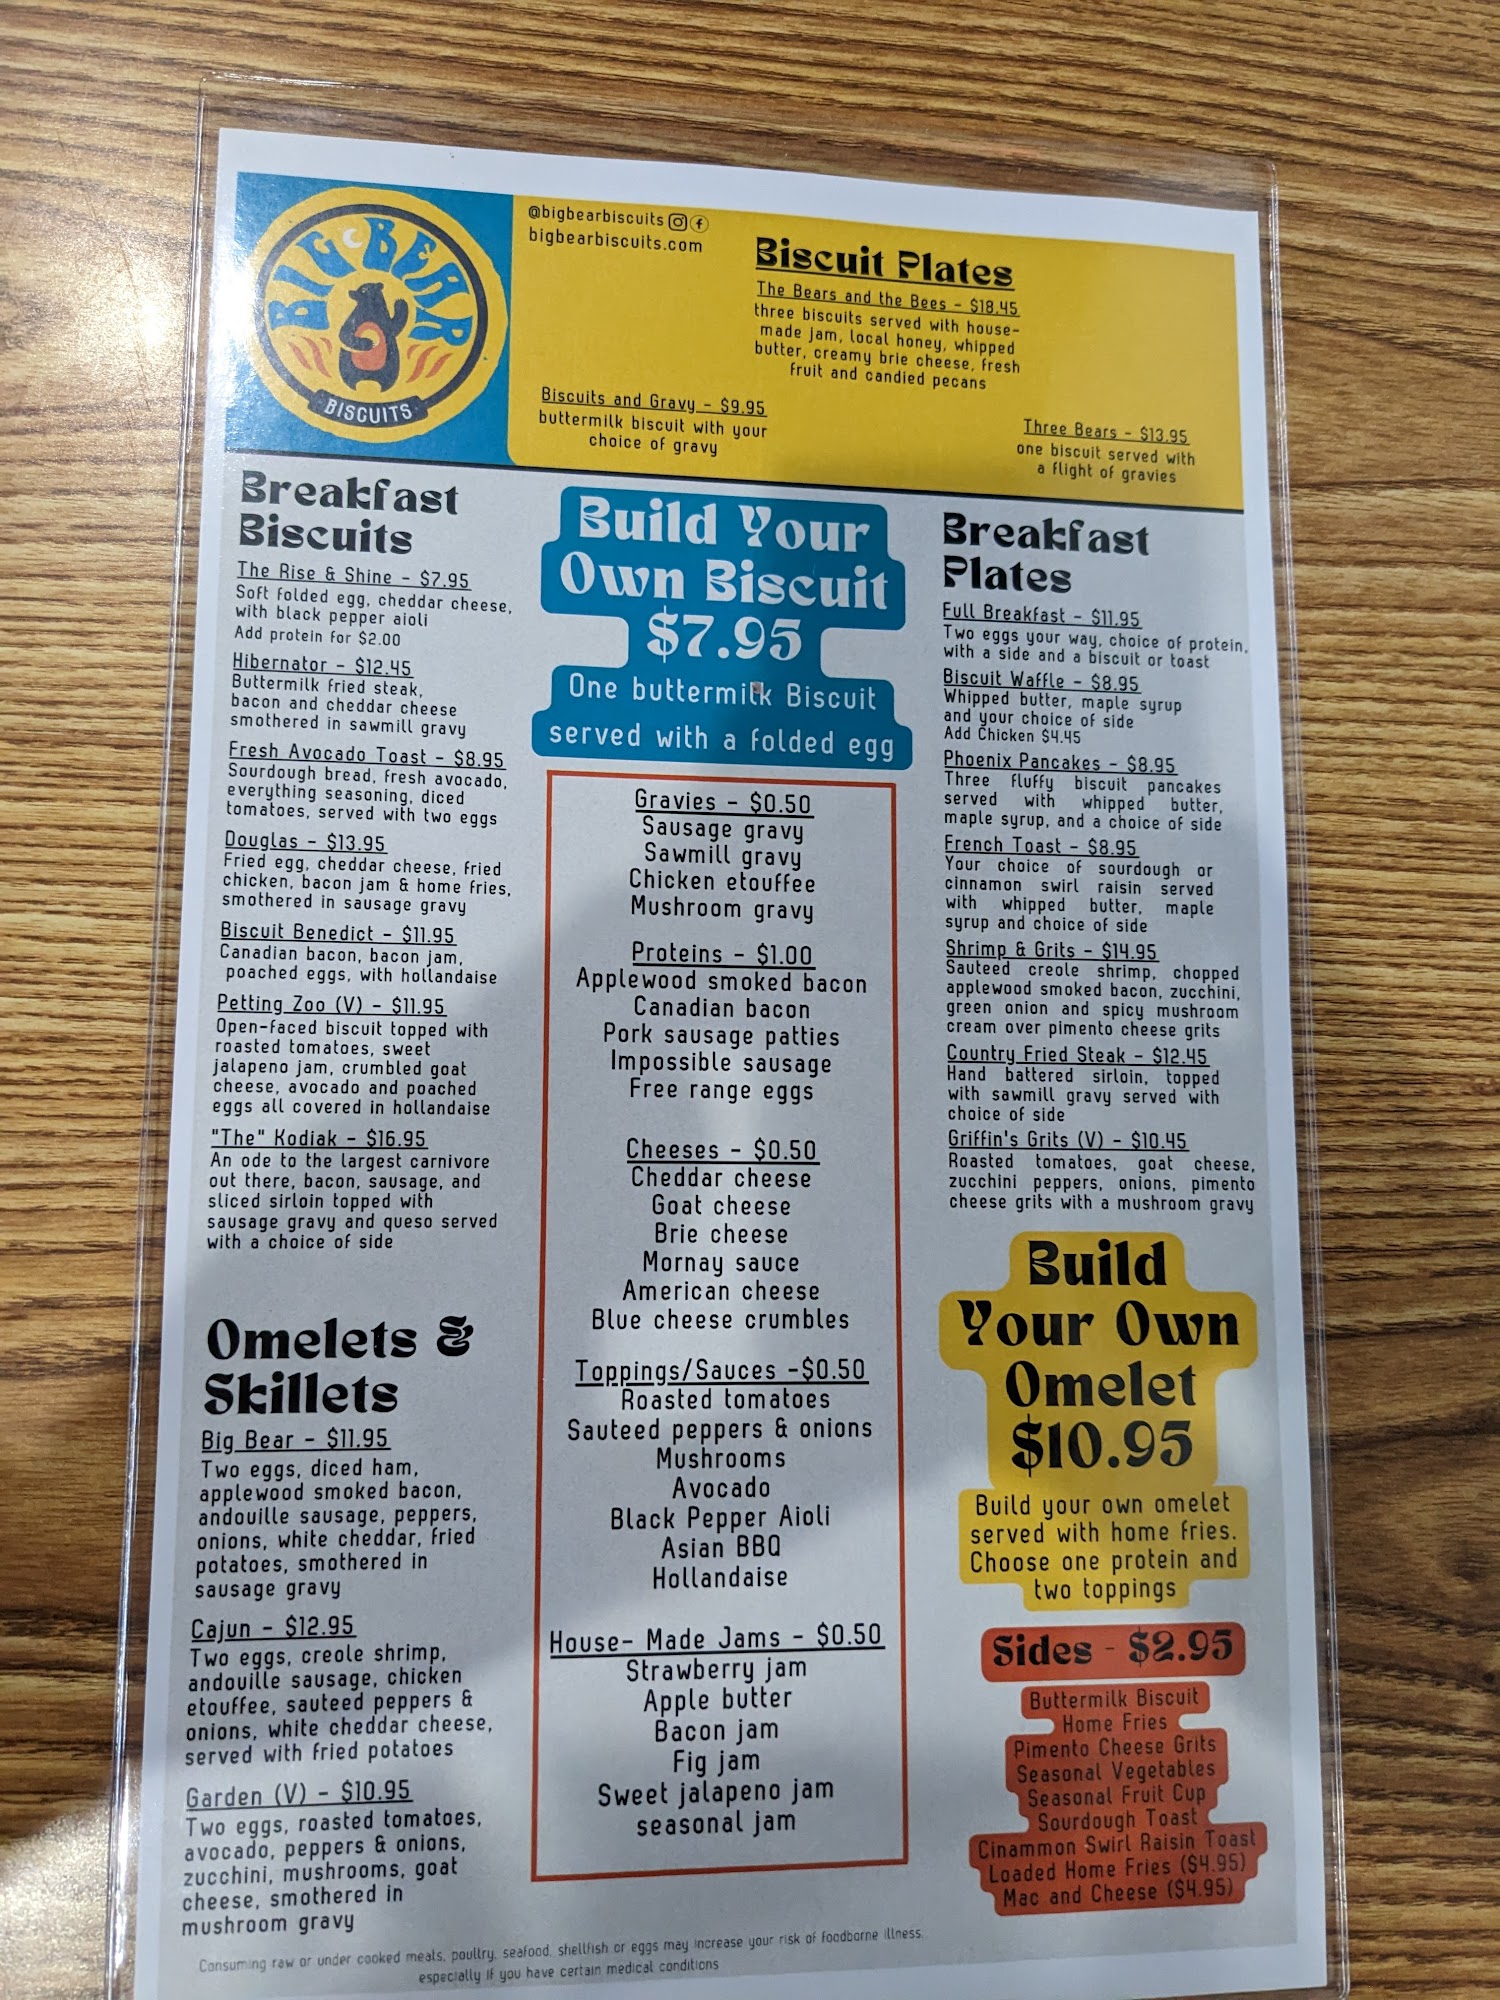 BIG BEAR
BISCUITS
@bigbearbiscuits
bigbearbiscuits.com
Biscuit Plates
The Bears and the Bees - $18.45
three biscuits served with house-
made jam, local honey, whipped
butter, creamy brie cheese, fresh
fruit and candied pecans
Biscuits and Gravy - $9.95
buttermilk biscuit with your
choice of gravy
Three Bears - $13.95
one biscuit served with
a flight of gravies
Breakfast
Biscuits
The Rise & Shine - $7.95
Soft folded egg, cheddar cheese,
with black pepper aioli
Add protein for $2.00
Hibernator - $12.45
Buttermilk fried steak,
bacon and cheddar cheese
smothered in sawmill gravy
Fresh Avocado Toast - $8.95
Sourdough bread, fresh avocado,
everything seasoning, diced
tomatoes, served with two eggs
Douglas - $13.95
Fried egg, cheddar cheese, fried
chicken, bacon jam & home fries,
smothered in sausage gravy
Biscuit Benedict - $11.95
Canadian bacon, bacon jam,
poached eggs, with hollandaise
Petting Zoo (V) - $11.95
Open-faced biscuit topped with
roasted tomatoes, sweet
jalapeno jam, crumbled goat
cheese, avocado and poached
eggs all covered in hollandaise
"The" Kodiak - $16.95
An ode to the largest carnivore
out there, bacon, sausage, and
sliced sirloin topped with
sausage gravy and queso served
with a choice of side
Omelets &
Skillets
Big Bear - $11.95
Two eggs, diced ham,
applewood smoked bacon,
andouille sausage, peppers,
onions, white cheddar, fried
potatoes, smothered in
sausage gravy
Cajun - $12.95
Two eggs, creole shrimp,
andouille sausage, chicken
etouffee, sauteed peppers &
onions, white cheddar cheese,
served with fried potatoes
Garden (V) - $10.95
Two eggs, roasted tomatoes,
avocado, peppers & onions,
zucchini, mushrooms, goat
cheese, smothered in
mushroom gravy
Build Your
Own Biscuit
$7.95
One buttermilk Biscuit
served with a folded egg
Gravies - $0.50
Sausage gravy
Sawmill gravy
Chicken etouffee
Mushroom gravy
Proteins - $1.00
Applewood smoked bacon
Canadian bacon
Pork sausage patties
Impossible sausage
Free range eggs
Cheeses - $0.50
Cheddar cheese
Goat cheese
Brie cheese
Mornay sauce
American cheese
Blue cheese crumbles
Toppings/Sauces -$0.50
Roasted tomatoes
Sauteed peppers & onions
Mushrooms
Avocado
Black Pepper Aioli
Asian BBQ
Hollandaise
House- Made Jams - $0.50
Strawberry jam
Apple butter
Bacon jam
Fig jam
Sweet jalapeno jam
seasonal jam
Breakfast
Plates
Full Breakfast - $11.95
Two eggs your way, choice of protein,
with a side and a biscuit or toast
Biscuit Waffle - $8.95
Whipped butter, maple syrup
and your choice of side
Add Chicken $4.45
Phoenix Pancakes - $8.95
Three fluffy biscuit pancakes
served with whipped butter,
maple syrup, and a choice of side
French Toast - $8.95
Your choice of sourdough or
cinnamon swirl raisin served
with whipped butter, maple
syrup and choice of side
Shrimp & Grits - $14.95
Sauteed creole shrimp, chopped
applewood smoked bacon, zucchini,
green onion and spicy mushroom
cream over pimento cheese grits
Country Fried Steak - $12.45
Hand battered sirloin, topped
with sawmill gravy served with
choice of side
Griffin's Grits (V) - $10.45
Roasted tomatoes, goat cheese,
zucchini peppers, onions, pimento
cheese grits with a mushroom gravy
Build
Your Own
Omelet
$10.95
Build your own omelet
served with home fries.
Choose one protein and
two toppings
Sides - $2.95
Buttermilk Biscuit
Home Fries
Pimento Cheese Grits
Seasonal Vegetables
Seasonal Fruit Cup
Sourdough Toast
Cinammon Swirl Raisin Toast
Loaded Home Fries ($4.95)
Mac and Cheese ($4.95)
Consuming raw or under cooked meals, poultry, seafood, shellfish or eggs may increase your risk of foodborne illness,
especially if you have certain medical conditions